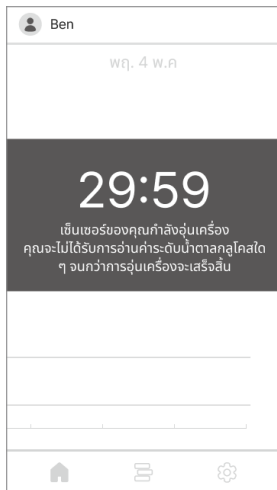 Ben
พฤ. 4 พ.ค
29:59
เซ็นเซอร์ของคุณกำลังอุ่นเครื่อง
คุณจะไม่ได้รับการอ่านค่าระดับน้ำตาลกลูโคสใด
ๆ จนกว่าการอุ่นเครื่องจะเสร็จสิ้น